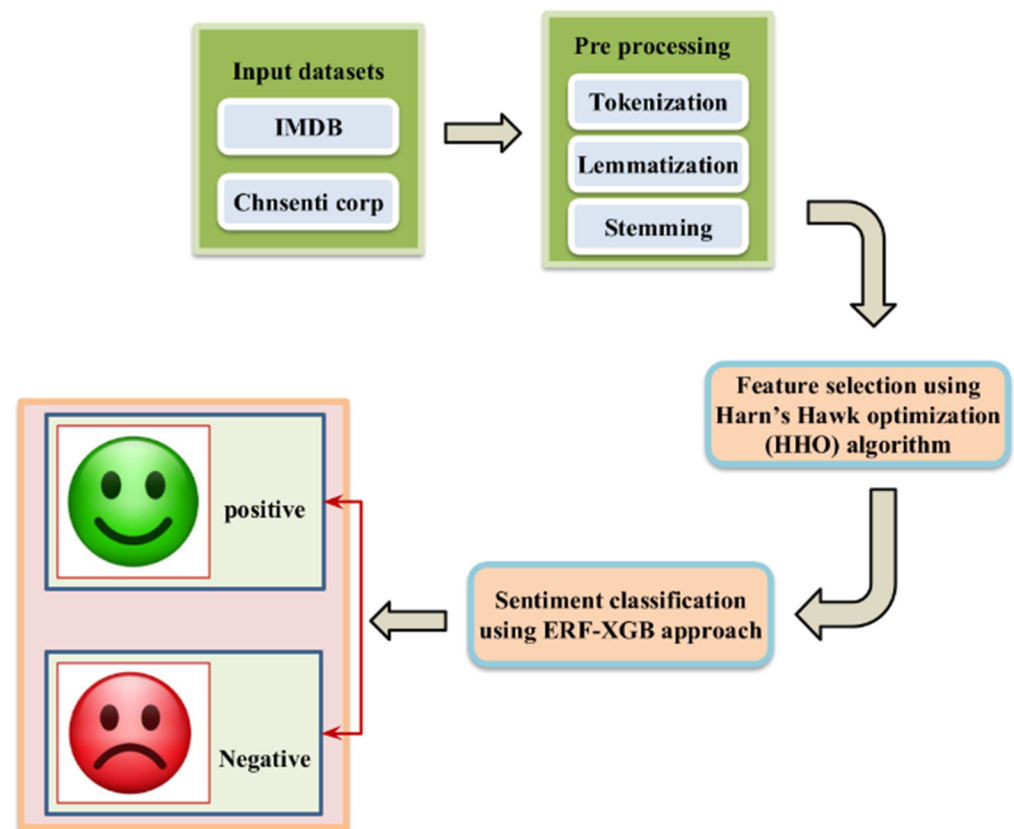 Input datasets
IMDB
Chnsenti corp
Pre processing
Tokenization
Lemmatization
Stemming
Feature selection using
Harn’s Hawk optimization
(HHO) algorithm
Sentiment classification
using ERF-XGB approach
positive
Negative